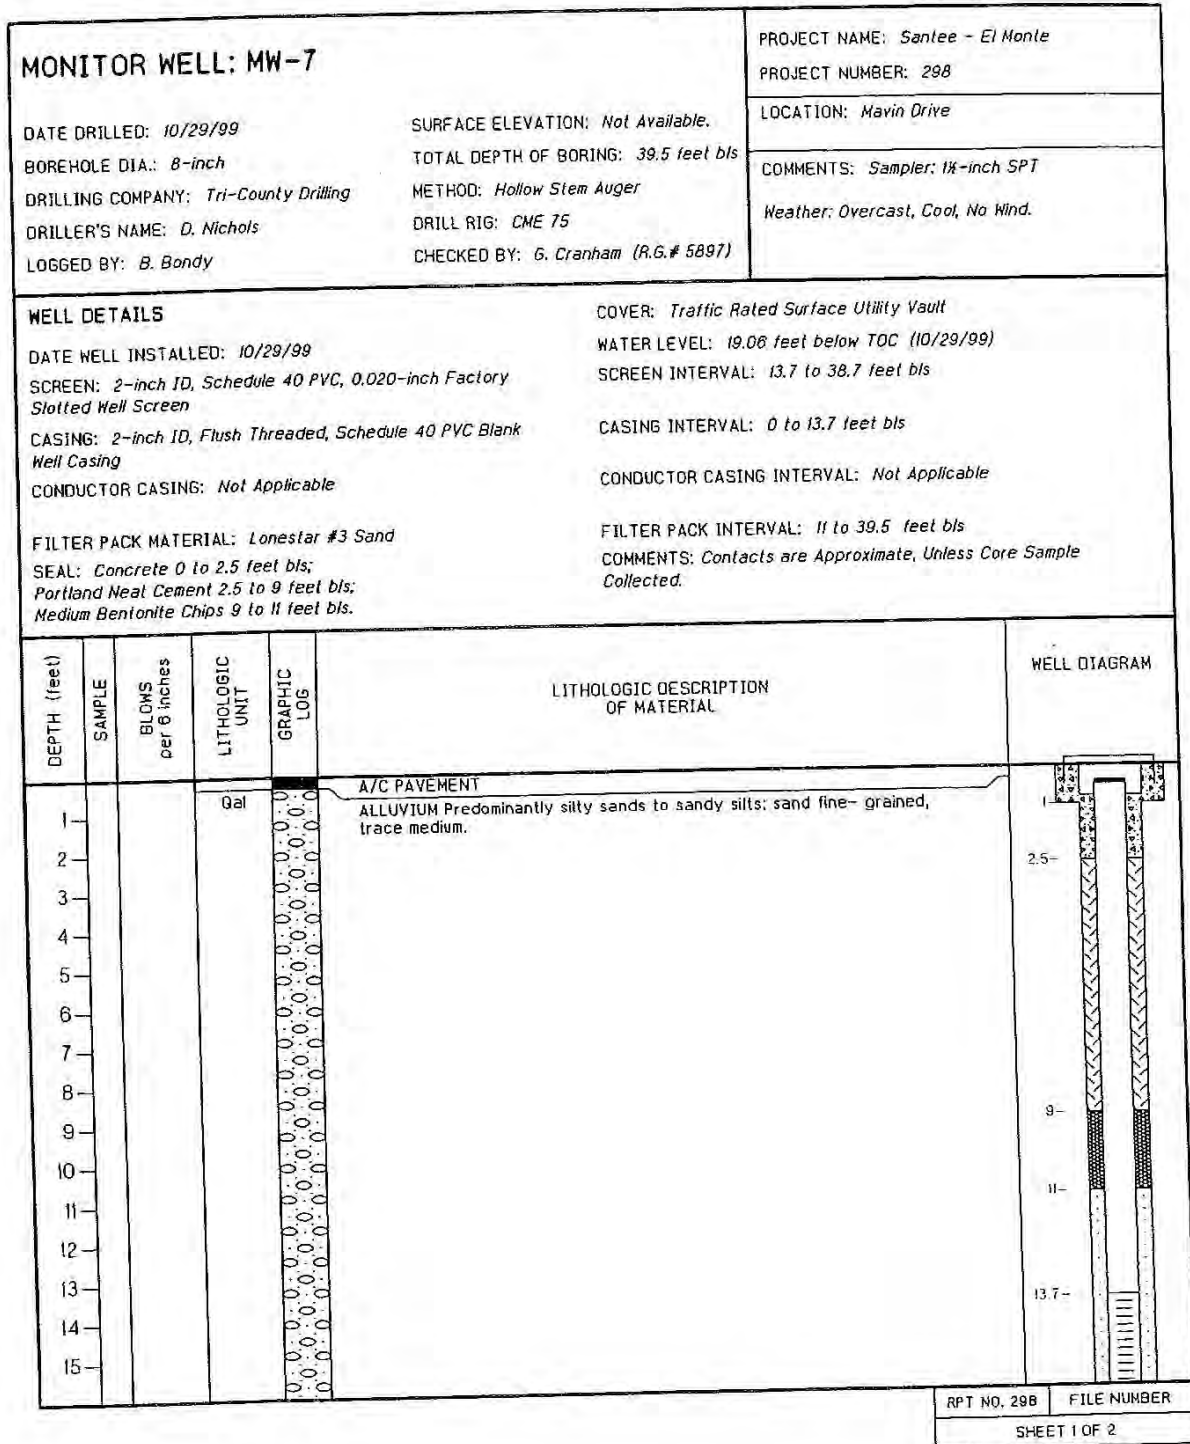 MONITOR WELL: MW-7
DATE DRILLED: 10/29/99
BOREHOLE DIA.: 8-inch
DRILLING COMPANY: Tri-County Drilling
DRILLER'S NAME: D. Nichols
LOGGED BY: B. Bondy
SURFACE ELEVATION: Not Available.
TOTAL DEPTH OF BORING: 39.5 feet bls
METHOD: Hollow Stem Auger
DRILL RIG: CME 75
CHECKED BY: G. Cranham (R.G.# 5897)
PROJECT NAME: Santee - El Monte
PROJECT NUMBER: 298
LOCATION: Mavin Drive
COMMENTS: Sampler: 1½-inch SPT
Weather: Overcast, Cool, No Wind.
WELL DETAILS
DATE WELL INSTALLED: 10/29/99
SCREEN: 2-inch ID, Schedule 40 PVC, 0.020-inch Factory
Slotted Well Screen
CASING: 2-inch ID, Flush Threaded, Schedule 40 PVC Blank
Well Casing
CONDUCTOR CASING: Not Applicable
FILTER PACK MATERIAL: Lonestar #3 Sand
SEAL: Concrete 0 to 2.5 feet bls;
Portland Neat Cement 2.5 to 9 feet bls;
Medium Bentonite Chips 9 to 11 feet bls.
COVER: Traffic Rated Surface Utility Vault
WATER LEVEL: 19.06 feet below TOC (10/29/99)
SCREEN INTERVAL: 13.7 to 38.7 feet bls
CASING INTERVAL: 0 to 13.7 feet bls
CONDUCTOR CASING INTERVAL: Not Applicable
FILTER PACK INTERVAL: 11 to 39.5 feet bls
COMMENTS: Contacts are Approximate, Unless Core Sample
Collected.
DEPTH (feet)
SAMPLE
BLOWS
per 6 inches
LITHOLOGIC
UNIT
GRAPHIC
LOG
LITHOLOGIC DESCRIPTION
OF MATERIAL
WELL DIAGRAM
A/C PAVEMENT
Qal
ALLUVIUM Predominantly silty sands to sandy silts; sand fine- grained,
trace medium.
1
2
3
4
5
6
7
8
9
10
11
12
13
14
15
1
2.5
9
11
13.7
RPT NO. 298
FILE NUMBER
SHEET 1 OF 2